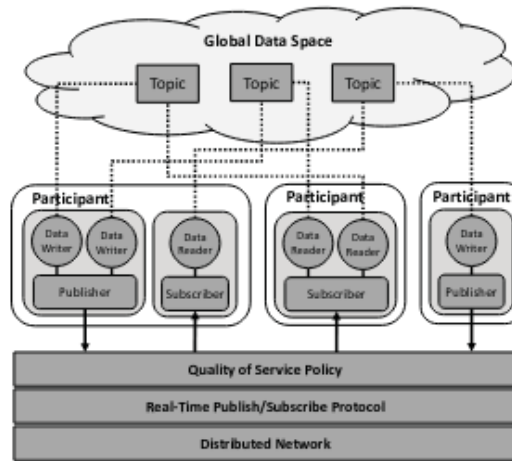 Global Data Space
Topic
Topic
Topic
Participant
Participant
Participant
Data
Writer
Data
Writer
Data
Reader
Data
Reader
Data
Reader
Data
Writer
Publisher
Subscriber
Subscriber
Publisher
Quality of Service Policy
Real-Time Publish/Subscribe Protocol
Distributed Network